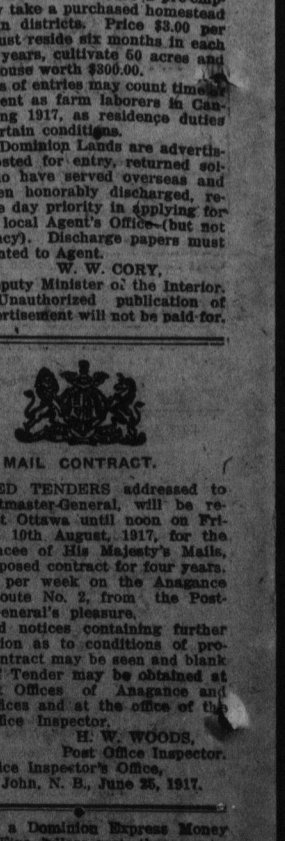 take a purchased homestead
n districts. Price $3.00 per
ust reside six months in each
years, cultivate 50 acres and
ouse worth $300.00.
s of entries may count time
ent as farm laborers in Can-
ng 1917, as residence duties
rtain conditions.
Dominion Lands are advertis-
sted for entry, returned sol-
o have served overseas and
en honorably discharged, re-
e day priority in applying for
local Agent's Office (but not
cy). Discharge papers must
nted to Agent.
W. W. CORY,
puty Minister of the Interior.
Unauthorized publication of
ertisement will not be paid for.
MAIL CONTRACT.
ED TENDERS addressed to
tmaster-General, will be re-
t Ottawa until noon on Fri-
10th August, 1917, for the
ncee of His Majesty's Mails,
posed contract for four years.
per week on the Anagance
oute No. 2, from the Post-
eneral's pleasure.
d notices containing further
ion as to conditions of pro-
ntract may be seen and blank
Tender may be obtained at
Offices of Anagance and
ices and at the office of the
ice Inspector.
H. W. WOODS,
Post Office Inspector.
ice Inspector's Office,
John, N. B., June 25, 1917.
a Dominion Express Money